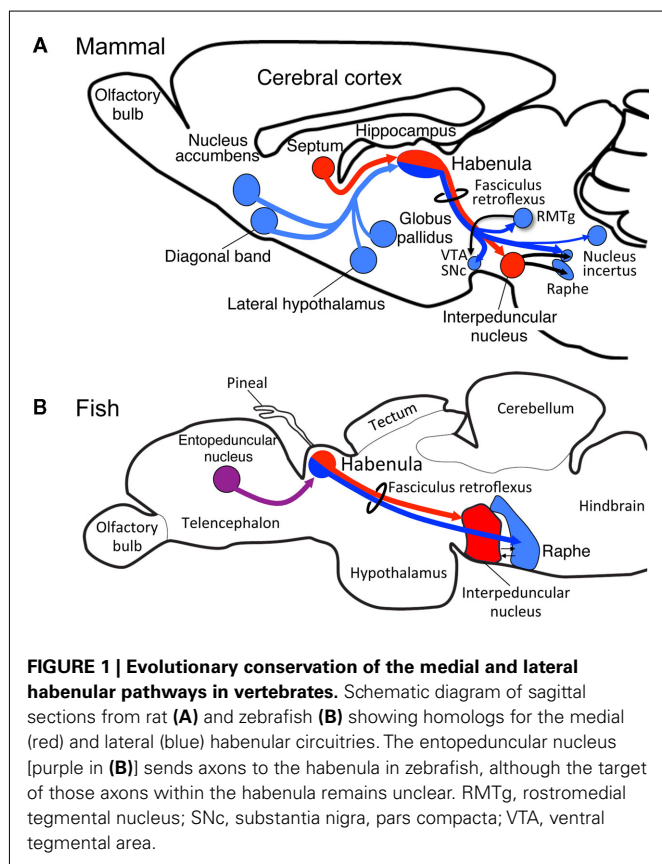 A Mammal
Cerebral cortex
Olfactory
bulb
Hippocampus
Nucleus
accumbens
Septum
Habenula
Fasciculus
retroflexus
RMTg
Globus
pallidus
Diagonal band
VTA
SNc
Nucleus
incertus
Lateral hypothalamus
Raphe
Interpeduncular
nucleus
B Fish
Pineal
Tectum
Cerebellum
Entopeduncular
nucleus
Habenula
Fasciculus retroflexus
Hindbrain
Olfactory
bulb
Telencephalon
Raphe
Hypothalamus
Interpeduncular
nucleus
FIGURE 1 | Evolutionary conservation of the medial and lateral
habenular pathways in vertebrates. Schematic diagram of sagittal
sections from rat (A) and zebrafish (B) showing homologs for the medial
(red) and lateral (blue) habenular circuitries. The entopeduncular nucleus
[purple in (B)] sends axons to the habenula in zebrafish, although the target
of those axons within the habenula remains unclear. RMTg, rostromedial
tegmental nucleus; SNc, substantia nigra, pars compacta; VTA, ventral
tegmental area.